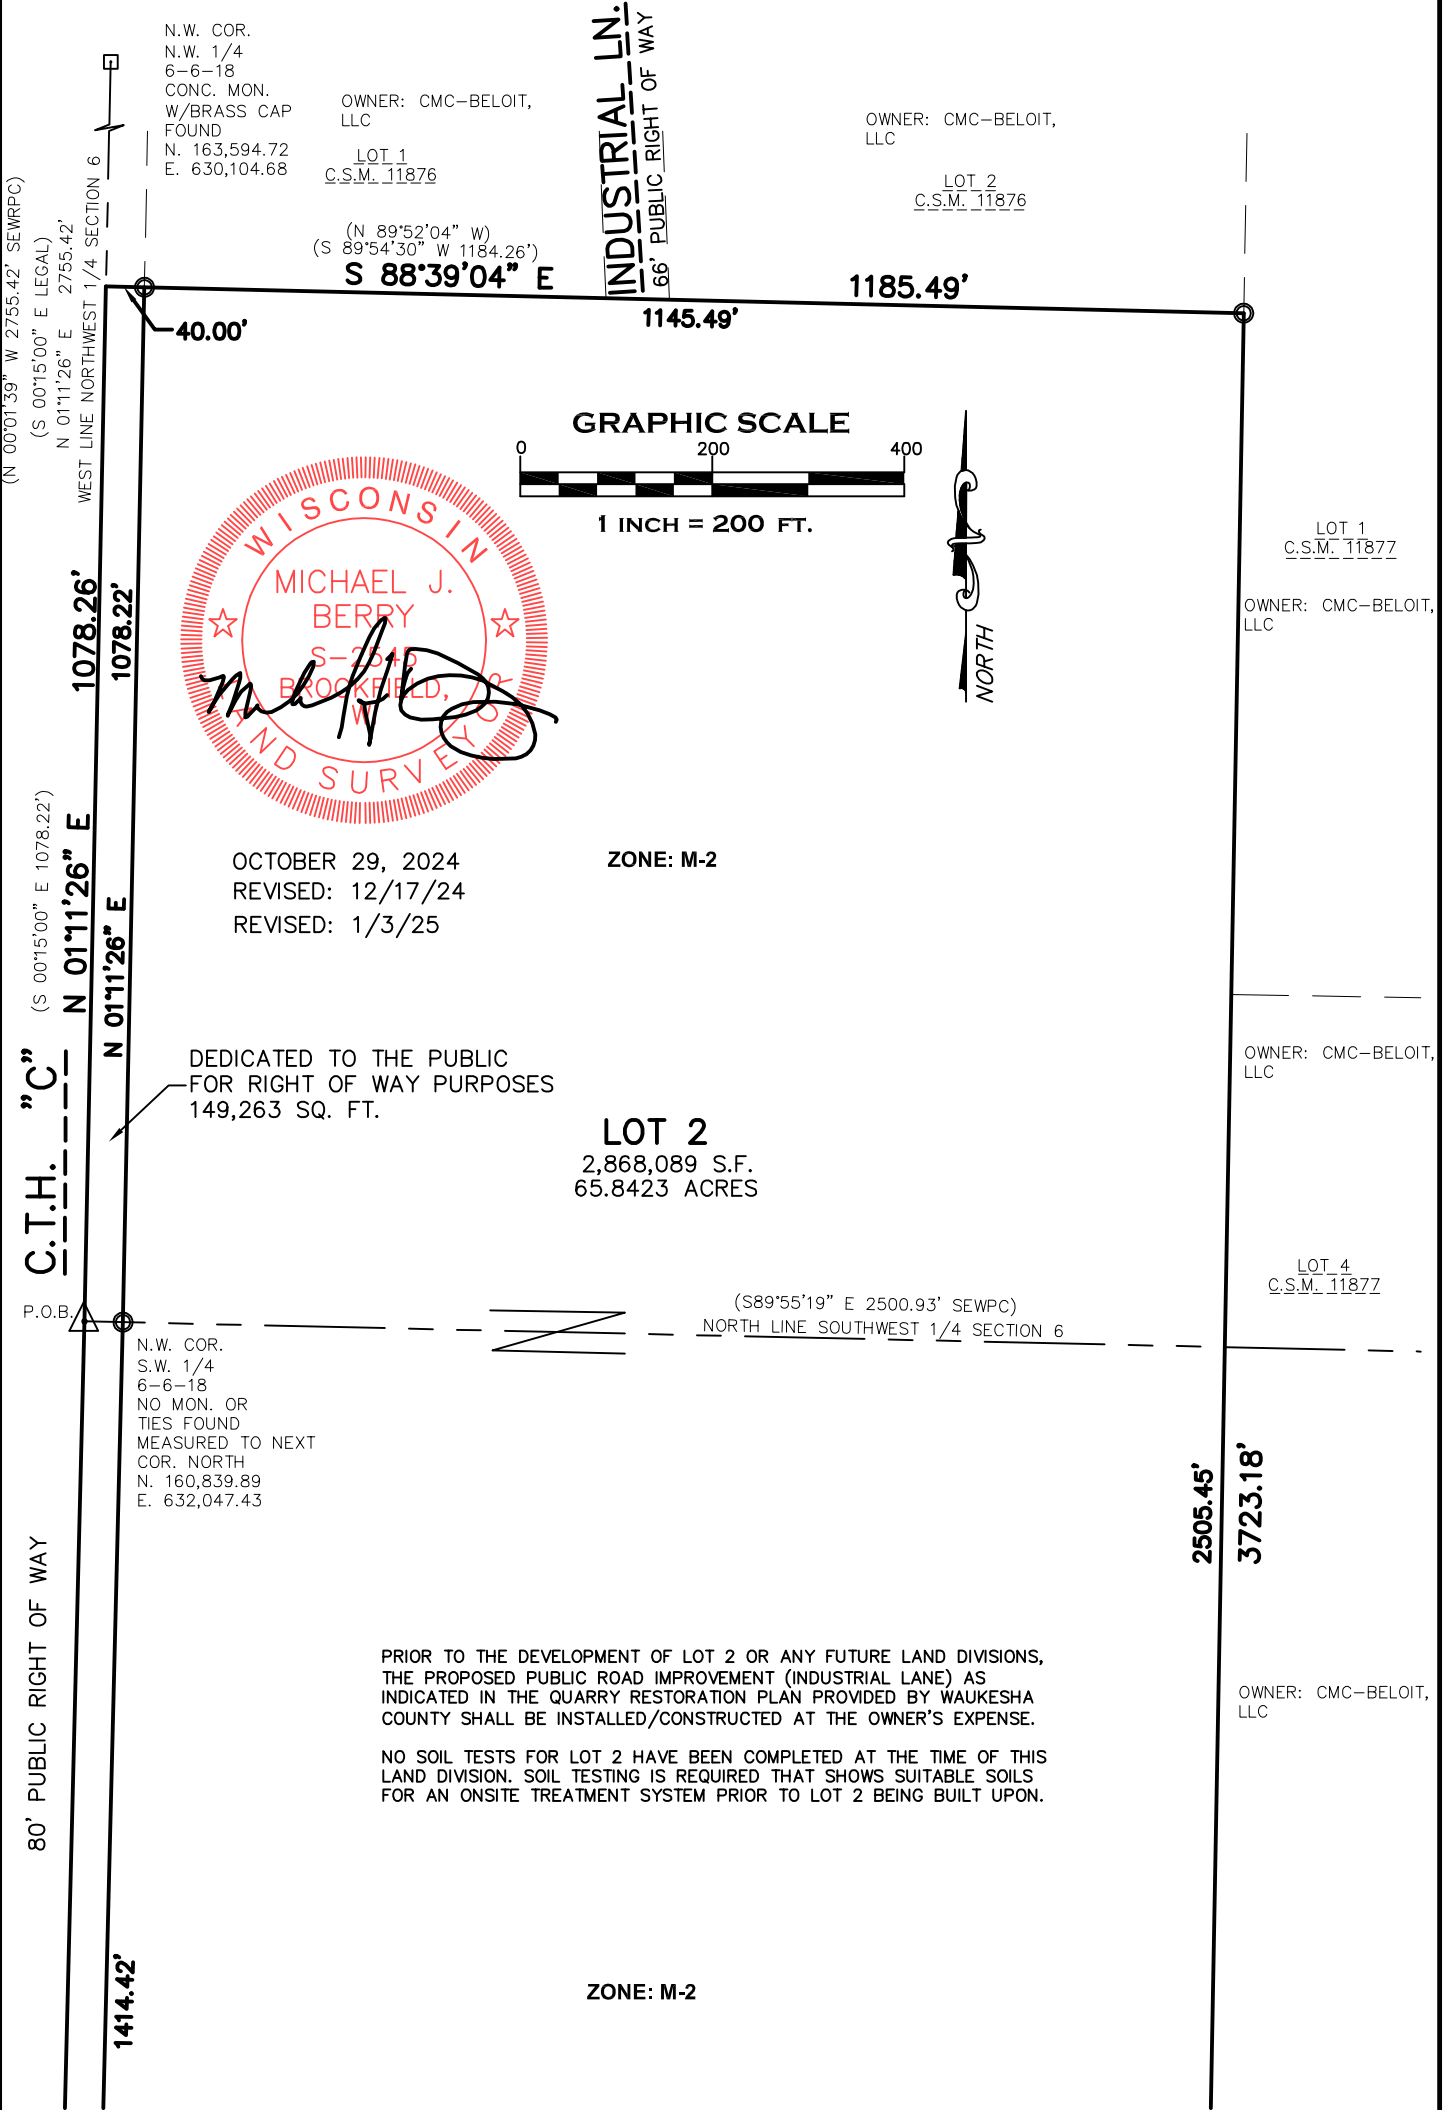 N.W. COR.
N.W. 1/4
6-6-18
CONC. MON.
W/BRASS CAP
FOUND
N. 163,594.72
E. 630,104.68
OWNER: CMC-BELOIT,
LLC
LOT 1
C.S.M. 11876
INDUSTRIAL LN.
66' PUBLIC RIGHT OF WAY
OWNER: CMC-BELOIT,
LLC
LOT 2
C.S.M. 11876
(N 89°52'04" W)
(S 89°54'30" W 1184.26')
S 88°39'04" E
1185.49'
1145.49'
40.00'
(N 00°01'39" W 2755.42' SEWRPC)
(S 00°15'00" E LEGAL)
N 01°11'26" E 2755.42'
WEST LINE NORTHWEST 1/4 SECTION 6
GRAPHIC SCALE
0 200 400
1 INCH = 200 FT.
NORTH
WISCONSIN
MICHAEL J.
BERRY
S-2545
BROOKFIELD,
WI
LAND SURVEYOR
LOT 1
C.S.M. 11877
OWNER: CMC-BELOIT,
LLC
1078.26'
1078.22'
(S 00°15'00" E 1078.22')
N 01°11'26" E
N 01°11'26" E
OCTOBER 29, 2024
REVISED: 12/17/24
REVISED: 1/3/25
ZONE: M-2
C.T.H. "C"
DEDICATED TO THE PUBLIC
FOR RIGHT OF WAY PURPOSES
149,263 SQ. FT.
OWNER: CMC-BELOIT,
LLC
LOT 2
2,868,089 S.F.
65.8423 ACRES
LOT 4
C.S.M. 11877
P.O.B.
(S89°55'19" E 2500.93' SEWPC)
NORTH LINE SOUTHWEST 1/4 SECTION 6
N.W. COR.
S.W. 1/4
6-6-18
NO MON. OR
TIES FOUND
MEASURED TO NEXT
COR. NORTH
N. 160,839.89
E. 632,047.43
2505.45'
3723.18'
80' PUBLIC RIGHT OF WAY
PRIOR TO THE DEVELOPMENT OF LOT 2 OR ANY FUTURE LAND DIVISIONS,
THE PROPOSED PUBLIC ROAD IMPROVEMENT (INDUSTRIAL LANE) AS
INDICATED IN THE QUARRY RESTORATION PLAN PROVIDED BY WAUKESHA
COUNTY SHALL BE INSTALLED/CONSTRUCTED AT THE OWNER'S EXPENSE.
NO SOIL TESTS FOR LOT 2 HAVE BEEN COMPLETED AT THE TIME OF THIS
LAND DIVISION. SOIL TESTING IS REQUIRED THAT SHOWS SUITABLE SOILS
FOR AN ONSITE TREATMENT SYSTEM PRIOR TO LOT 2 BEING BUILT UPON.
OWNER: CMC-BELOIT,
LLC
1414.42'
ZONE: M-2